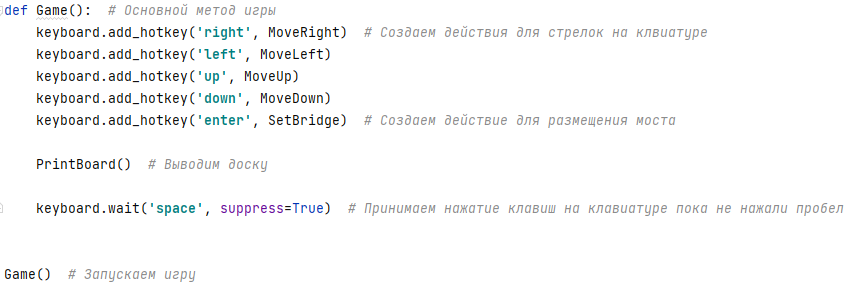 def Game():  # Основной метод игры
    keyboard.add_hotkey('right', MoveRight)  # Создаем действия для стрелок на клвиатуре
    keyboard.add_hotkey('left', MoveLeft)
    keyboard.add_hotkey('up', MoveUp)
    keyboard.add_hotkey('down', MoveDown)
    keyboard.add_hotkey('enter', SetBridge)  # Создаем действие для размещения моста

    PrintBoard()  # Выводим доску

    keyboard.wait('space', suppress=True)  # Принимаем нажатие клавиш на клавиатуре пока не нажали пробел


Game()  # Запускаем игру